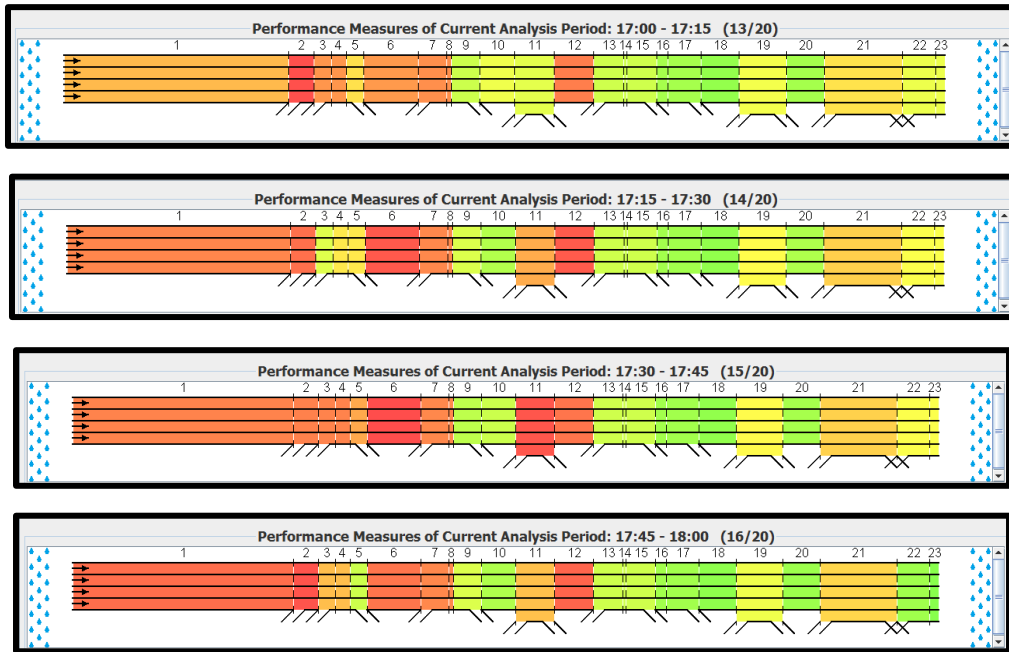 Performance Measures of Current Analysis Period: 17:00 - 17:15 (13/20)
1 2 3 4 5 6 7 8 9 10 11 12 13 14 15 16 17 18 19 20 21 22 23
Performance Measures of Current Analysis Period: 17:15 - 17:30 (14/20)
1 2 3 4 5 6 7 8 9 10 11 12 13 14 15 16 17 18 19 20 21 22 23
Performance Measures of Current Analysis Period: 17:30 - 17:45 (15/20)
1 2 3 4 5 6 7 8 9 10 11 12 13 14 15 16 17 18 19 20 21 22 23
Performance Measures of Current Analysis Period: 17:45 - 18:00 (16/20)
1 2 3 4 5 6 7 8 9 10 11 12 13 14 15 16 17 18 19 20 21 22 23